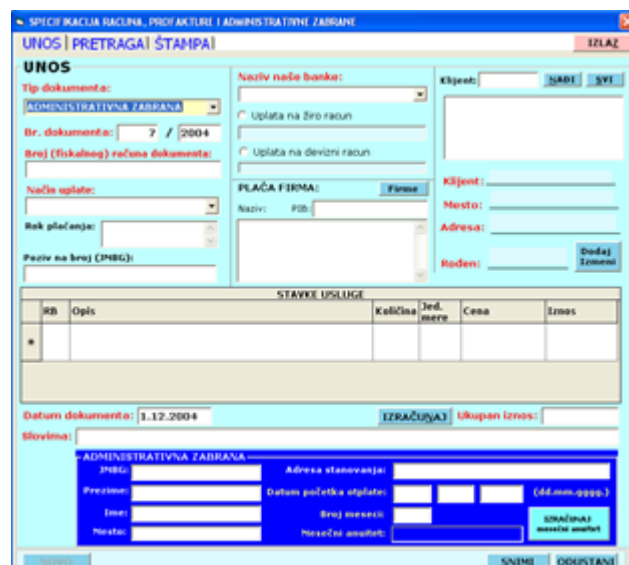 SPECIFIKACIJA RACUNA, PROFAKTURE I ADMINISTRATIVNE ZABRANE
UNOS | PRETRAGA | ŠTAMPA |
IZLAZ
UNOS
Tip dokumenta:
ADMINISTRATIVNA ZABRANA
Br. dokumenta: 7 / 2004
Broj (fiskalnog) računa dokumenta:
Način uplate:
Rok plaćanja:
Poziv na broj (JMBG):
Naziv naše banke:
Uplata na žiro racun
Uplata na devizni racun
PLAĆA FIRMA: Firme
Naziv: PIB:
Klijent: NAĐI SVI
Klijent:
Mesto:
Adresa:
Rođen:
Dodaj
Izmeni
STAVKE USLUGE
RB Opis Količina Jed. mere Cena Iznos
*
Datum dokumenta: 1.12.2004 IZRAČUNAJ Ukupan iznos:
Slovima:
ADMINISTRATIVNA ZABRANA
JMBG: Adresa stanovanja:
Prezime: Datum početka otplate: (dd.mm.gggg.)
Ime: Broj meseci:
Mesto: Mesečni anuitet:
IZRAČUNAJ
mesečni anuitet
NOVO SNIMI ODUSTANI